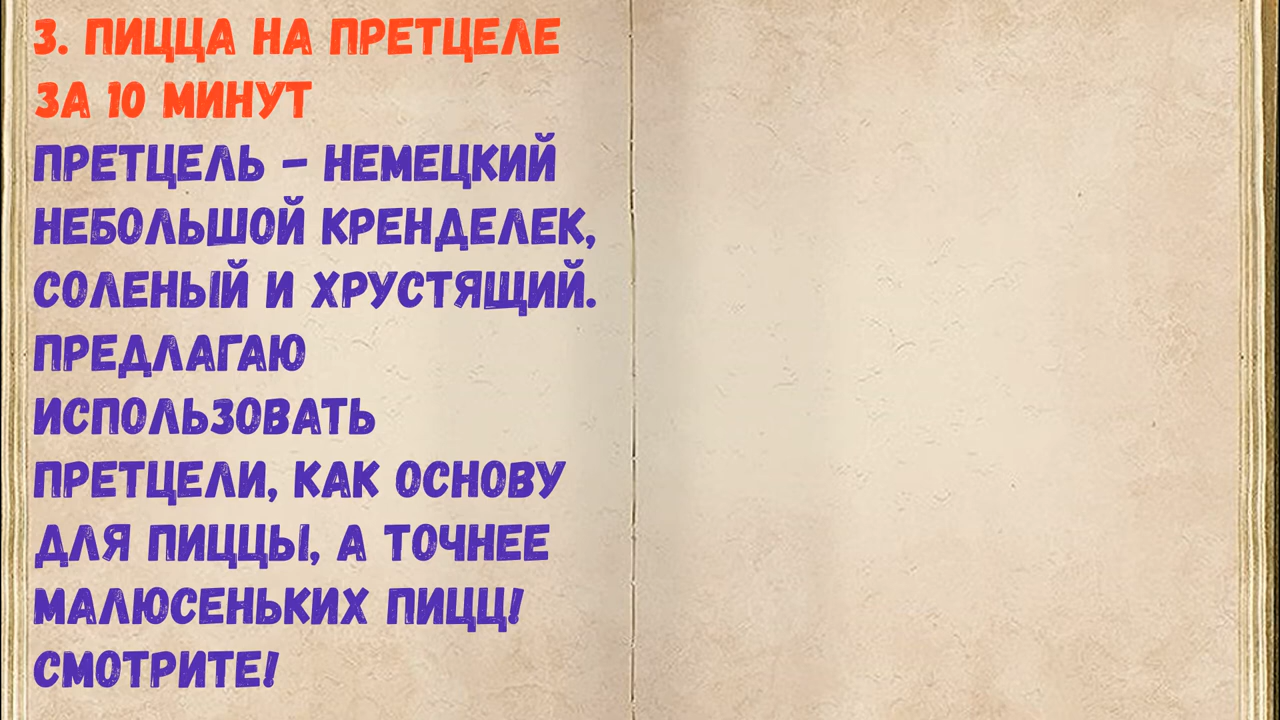 3. ПИЦЦА НА ПРЕТЦЕЛЕ
ЗА 10 МИНУТ
ПРЕТЦЕЛЬ – НЕМЕЦКИЙ
НЕБОЛЬШОЙ КРЕНДЕЛЕК,
СОЛЕНЫЙ И ХРУСТЯЩИЙ.
ПРЕДЛАГАЮ
ИСПОЛЬЗОВАТЬ
ПРЕТЦЕЛИ, КАК ОСНОВУ
ДЛЯ ПИЦЦЫ, А ТОЧНЕЕ
МАЛЮСЕНЬКИХ ПИЦЦ!
СМОТРИТЕ!